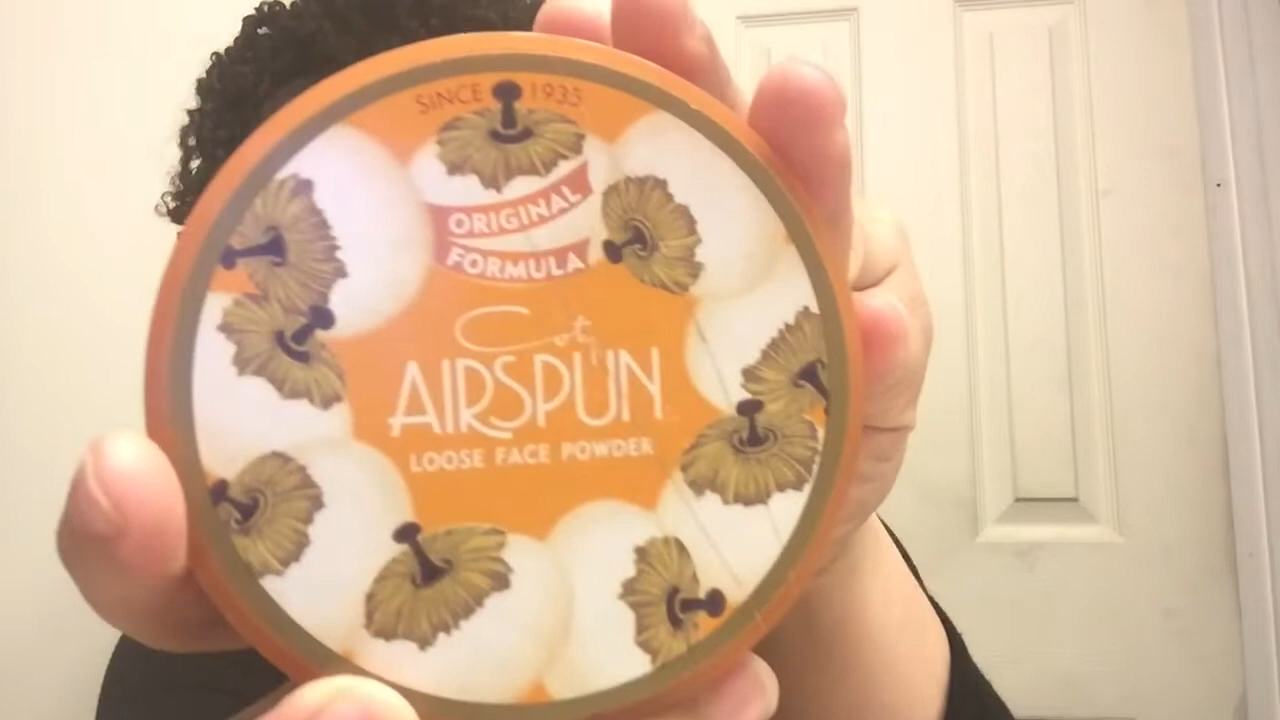 SINCE 1935
ORIGINAL
FORMULA
Coty
AIRSPUN
LOOSE FACE POWDER